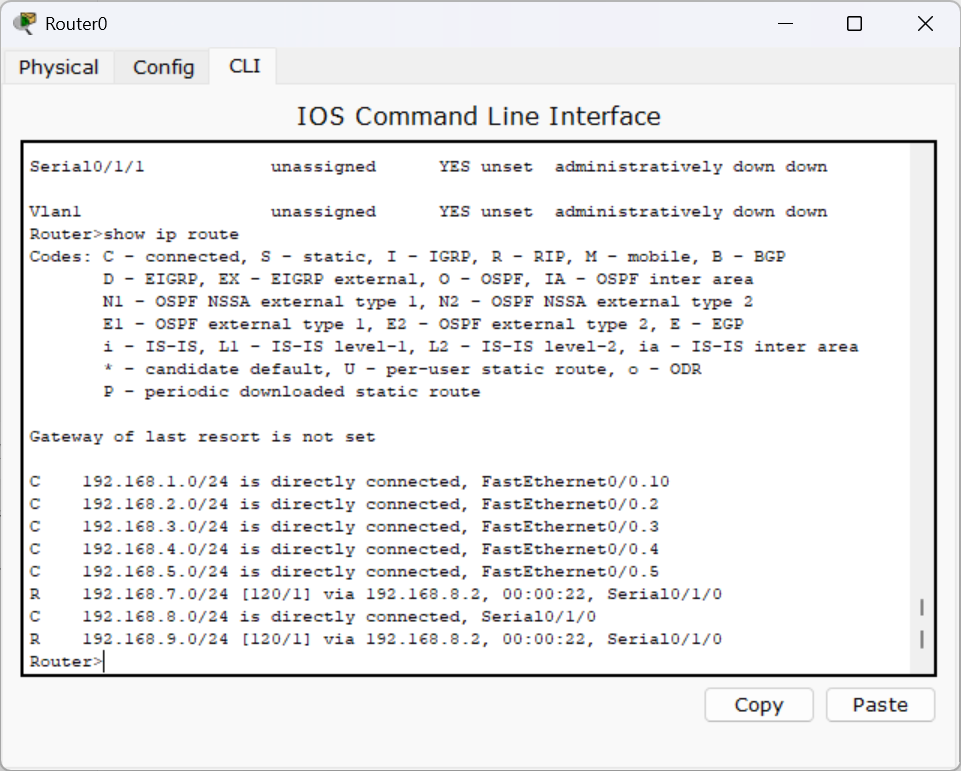 Router0
Physical Config CLI
IOS Command Line Interface
Serial0/1/1 unassigned YES unset administratively down down
Vlan1 unassigned YES unset administratively down down
Router>show ip route
Codes: C - connected, S - static, I - IGRP, R - RIP, M - mobile, B - BGP
D - EIGRP, EX - EIGRP external, O - OSPF, IA - OSPF inter area
N1 - OSPF NSSA external type 1, N2 - OSPF NSSA external type 2
E1 - OSPF external type 1, E2 - OSPF external type 2, E - EGP
i - IS-IS, L1 - IS-IS level-1, L2 - IS-IS level-2, ia - IS-IS inter area
* - candidate default, U - per-user static route, o - ODR
P - periodic downloaded static route
Gateway of last resort is not set
C 192.168.1.0/24 is directly connected, FastEthernet0/0.10
C 192.168.2.0/24 is directly connected, FastEthernet0/0.2
C 192.168.3.0/24 is directly connected, FastEthernet0/0.3
C 192.168.4.0/24 is directly connected, FastEthernet0/0.4
C 192.168.5.0/24 is directly connected, FastEthernet0/0.5
R 192.168.7.0/24 [120/1] via 192.168.8.2, 00:00:22, Serial0/1/0
C 192.168.8.0/24 is directly connected, Serial0/1/0
R 192.168.9.0/24 [120/1] via 192.168.8.2, 00:00:22, Serial0/1/0
Router>
Copy Paste